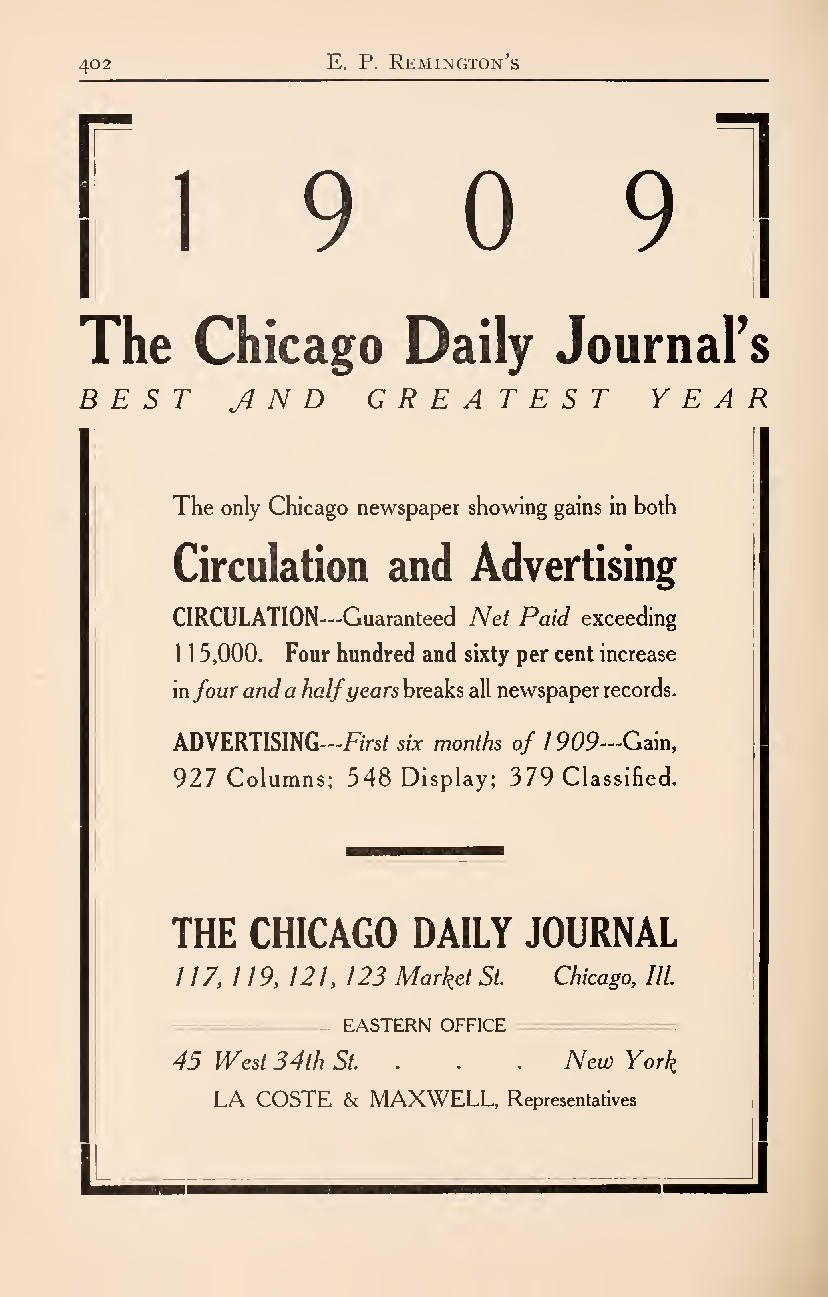 402 E. P. Remington's
1 9 0 9
The Chicago Daily Journal's
BEST AND GREATEST YEAR
The only Chicago newspaper showing gains in both
Circulation and Advertising
CIRCULATION---Guaranteed Net Paid exceeding
115,000. Four hundred and sixty per cent increase
in four and a half years breaks all newspaper records.
ADVERTISING---First six months of 1909---Gain,
927 Columns; 548 Display; 379 Classified.
THE CHICAGO DAILY JOURNAL
117, 119, 121, 123 Market St. Chicago, Ill.
EASTERN OFFICE
45 West 34th St. . . . New York
LA COSTE & MAXWELL, Representatives